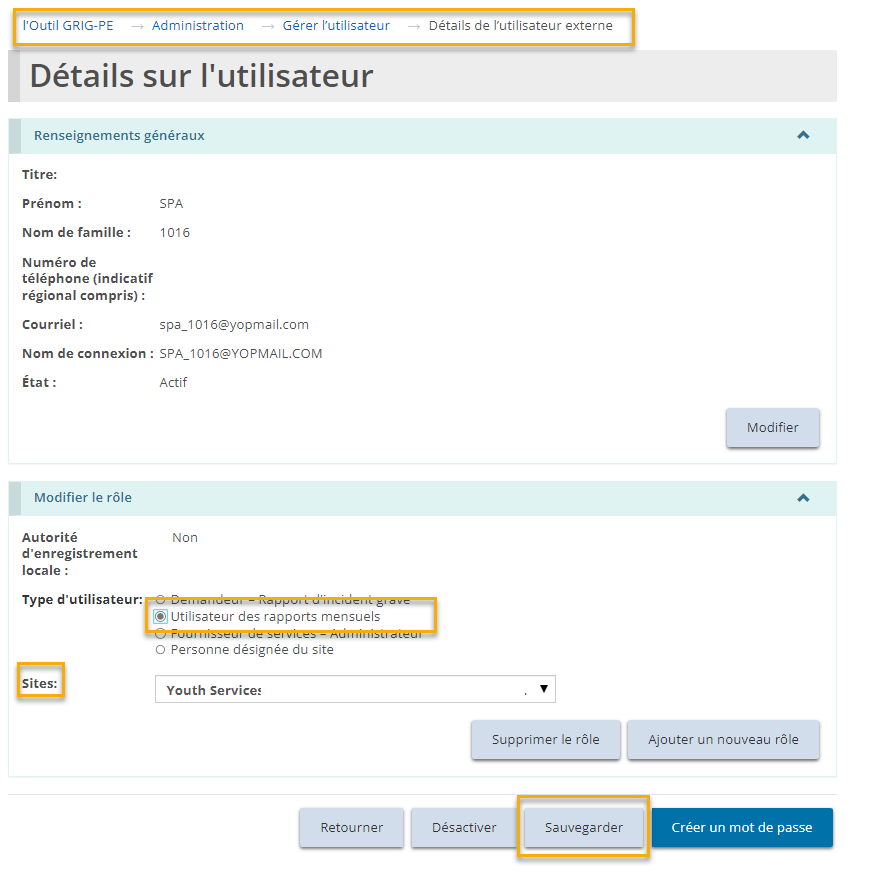 l'Outil GRIG-PE → Administration → Gérer l’utilisateur → Détails de l’utilisateur externe
Détails sur l'utilisateur
Renseignements généraux
Titre:
Prénom : SPA
Nom de famille : 1016
Numéro de
téléphone (indicatif
régional compris) :
Courriel : spa_1016@yopmail.com
Nom de connexion : SPA_1016@YOPMAIL.COM
État : Actif
Modifier
Modifier le rôle
Autorité Non
d'enregistrement
locale :
Type d'utilisateur: Demandeur – Rapport d'incident grave
Utilisateur des rapports mensuels
Fournisseur de services – Administrateur
Personne désignée du site
Sites: Youth Services .
Supprimer le rôle Ajouter un nouveau rôle
Retourner Désactiver Sauvegarder Créer un mot de passe